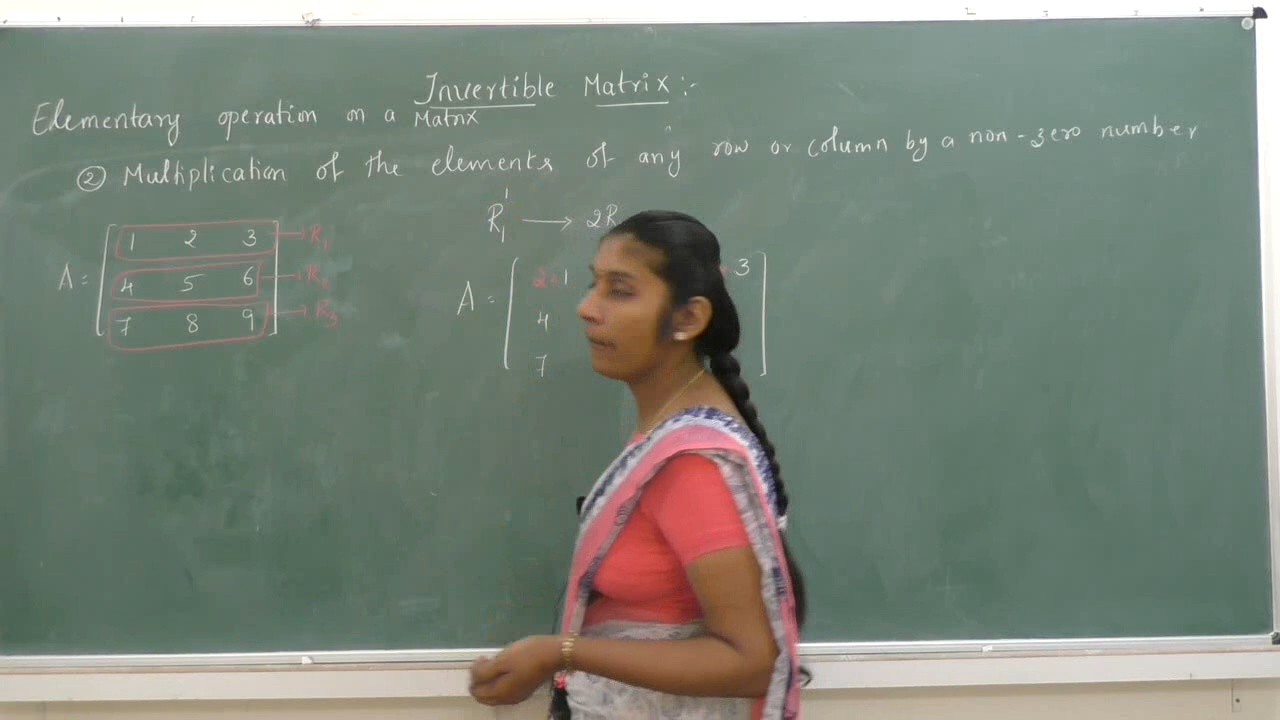 Invertible Matrix :-
Elementary operation on a Matrix
② Multiplication of the elements of any row or column by a non-zero number
R₁' → 2R
A = [ 1 2 3 → R₁
4 5 6 → R₂
7 8 9 ] → R₃
A = [ 2·1 · 3
4
7 ]